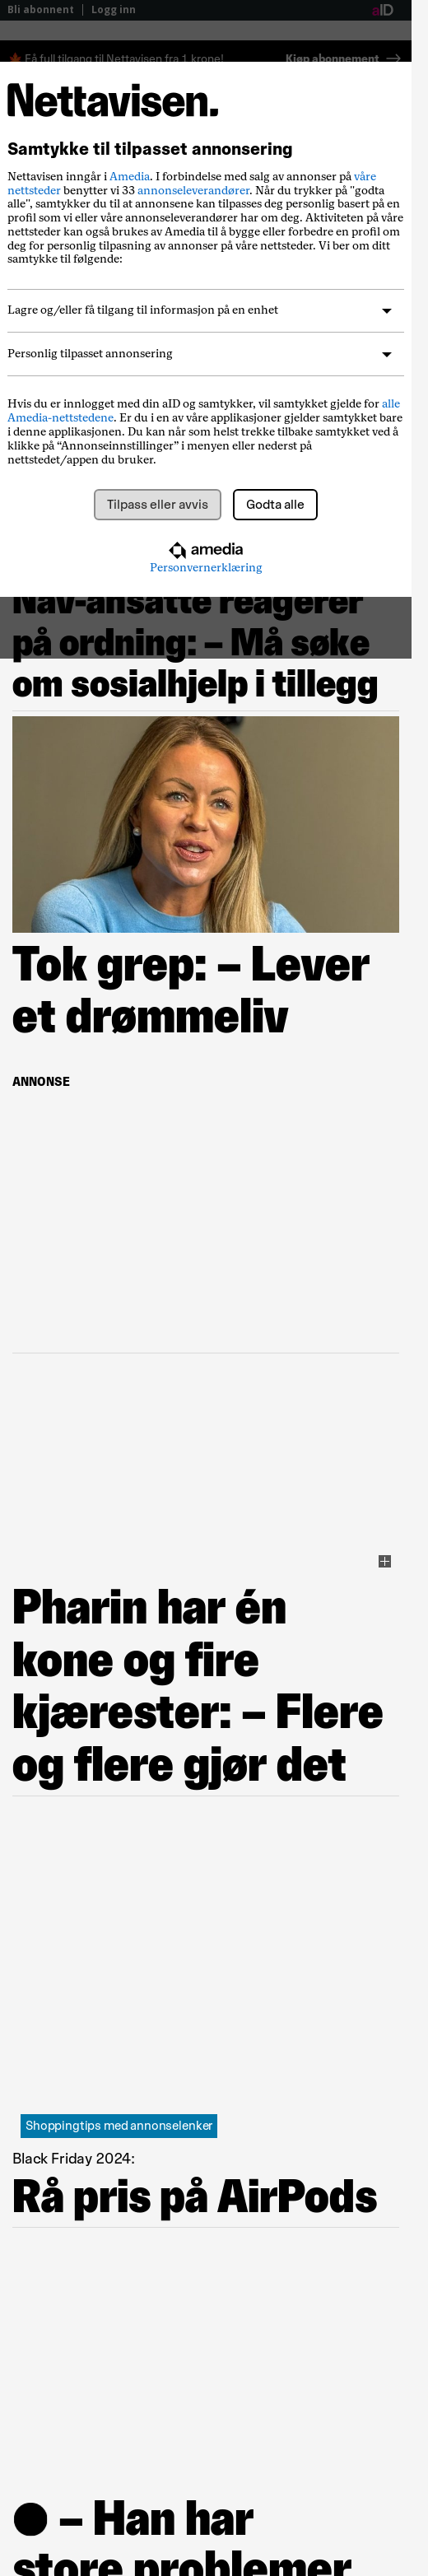 Bli abonnent | Logg inn
aID
Få full tilgang til Nettavisen fra 1 krone!
Kjøp abonnement
Nettavisen.
Samtykke til tilpasset annonsering
Nettavisen inngår i Amedia. I forbindelse med salg av annonser på våre
nettsteder benytter vi 33 annonseleverandører. Når du trykker på "godta
alle", samtykker du til at annonsene kan tilpasses deg personlig basert på en
profil som vi eller våre annonseleverandører har om deg. Aktiviteten på våre
nettsteder kan også brukes av Amedia til å bygge eller forbedre en profil om
deg for personlig tilpasning av annonser på våre nettsteder. Vi ber om ditt
samtykke til følgende:
Lagre og/eller få tilgang til informasjon på en enhet
Personlig tilpasset annonsering
Hvis du er innlogget med din aID og samtykker, vil samtykket gjelde for alle
Amedia-nettstedene. Er du i en av våre applikasjoner gjelder samtykket bare
i denne applikasjonen. Du kan når som helst trekke tilbake samtykket ved å
klikke på “Annonseinnstillinger” i menyen eller nederst på
nettstedet/appen du bruker.
Tilpass eller avvis
Godta alle
amedia
Personvernerklæring
Nav-ansatte reagerer
på ordning: – Må søke
om sosialhjelp i tillegg
Tok grep: – Lever
et drømmeliv
ANNONSE
Pharin har én
kone og fire
kjærester: – Flere
og flere gjør det
Shoppingtips med annonselenker
Black Friday 2024:
Rå pris på AirPods
– Han har
store problemer